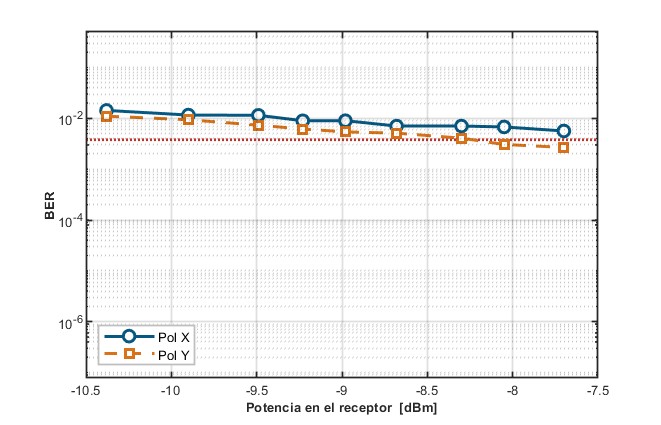 BER
10-2
10-4
10-6
Pol X
Pol Y
-10.5 -10 -9.5 -9 -8.5 -8 -7.5
Potencia en el receptor [dBm]